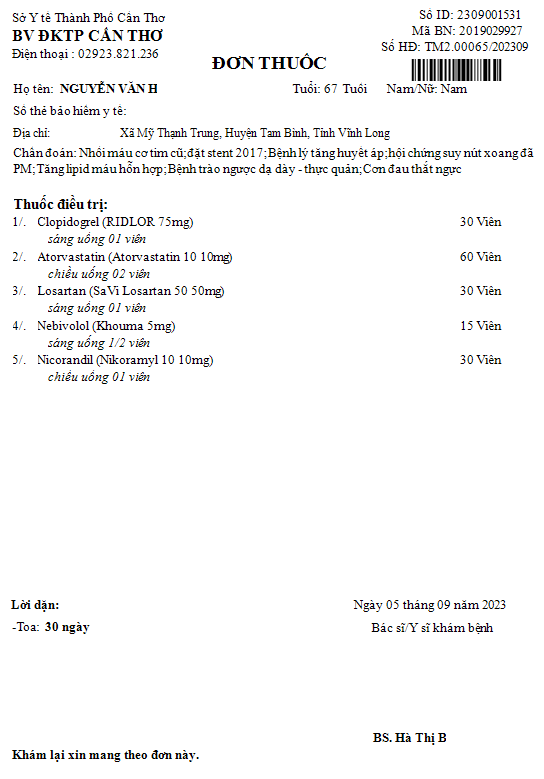 Sở Y tế Thành Phố Cần Thơ
BV ĐKTP CẦN THƠ
Điện thoại : 02923.821.236
Số ID: 2309001531
Mã BN: 2019029927
Số HĐ: TM2.00065/202309
ĐƠN THUỐC
Họ tên: NGUYỄN VĂN H Tuổi: 67 Tuổi Nam/Nữ: Nam
Số thẻ bảo hiểm y tế:
Địa chỉ: Xã Mỹ Thạnh Trung, Huyện Tam Bình, Tỉnh Vĩnh Long
Chẩn đoán: Nhồi máu cơ tim cũ;đặt stent 2017;Bệnh lý tăng huyết áp;hội chứng suy nút xoang đã
PM;Tăng lipid máu hỗn hợp;Bệnh trào ngược dạ dày - thực quản;Cơn đau thắt ngực
Thuốc điều trị:
1/. Clopidogrel (RIDLOR 75mg) 30 Viên
sáng uống 01 viên
2/. Atorvastatin (Atorvastatin 10 10mg) 60 Viên
chiều uống 02 viên
3/. Losartan (SaVi Losartan 50 50mg) 30 Viên
sáng uống 01 viên
4/. Nebivolol (Khouma 5mg) 15 Viên
sáng uống 1/2 viên
5/. Nicorandil (Nikoramyl 10 10mg) 30 Viên
chiều uống 01 viên
Lời dặn:
-Toa: 30 ngày
Ngày 05 tháng 09 năm 2023
Bác sĩ/Y sĩ khám bệnh
BS. Hà Thị B
Khám lại xin mang theo đơn này.